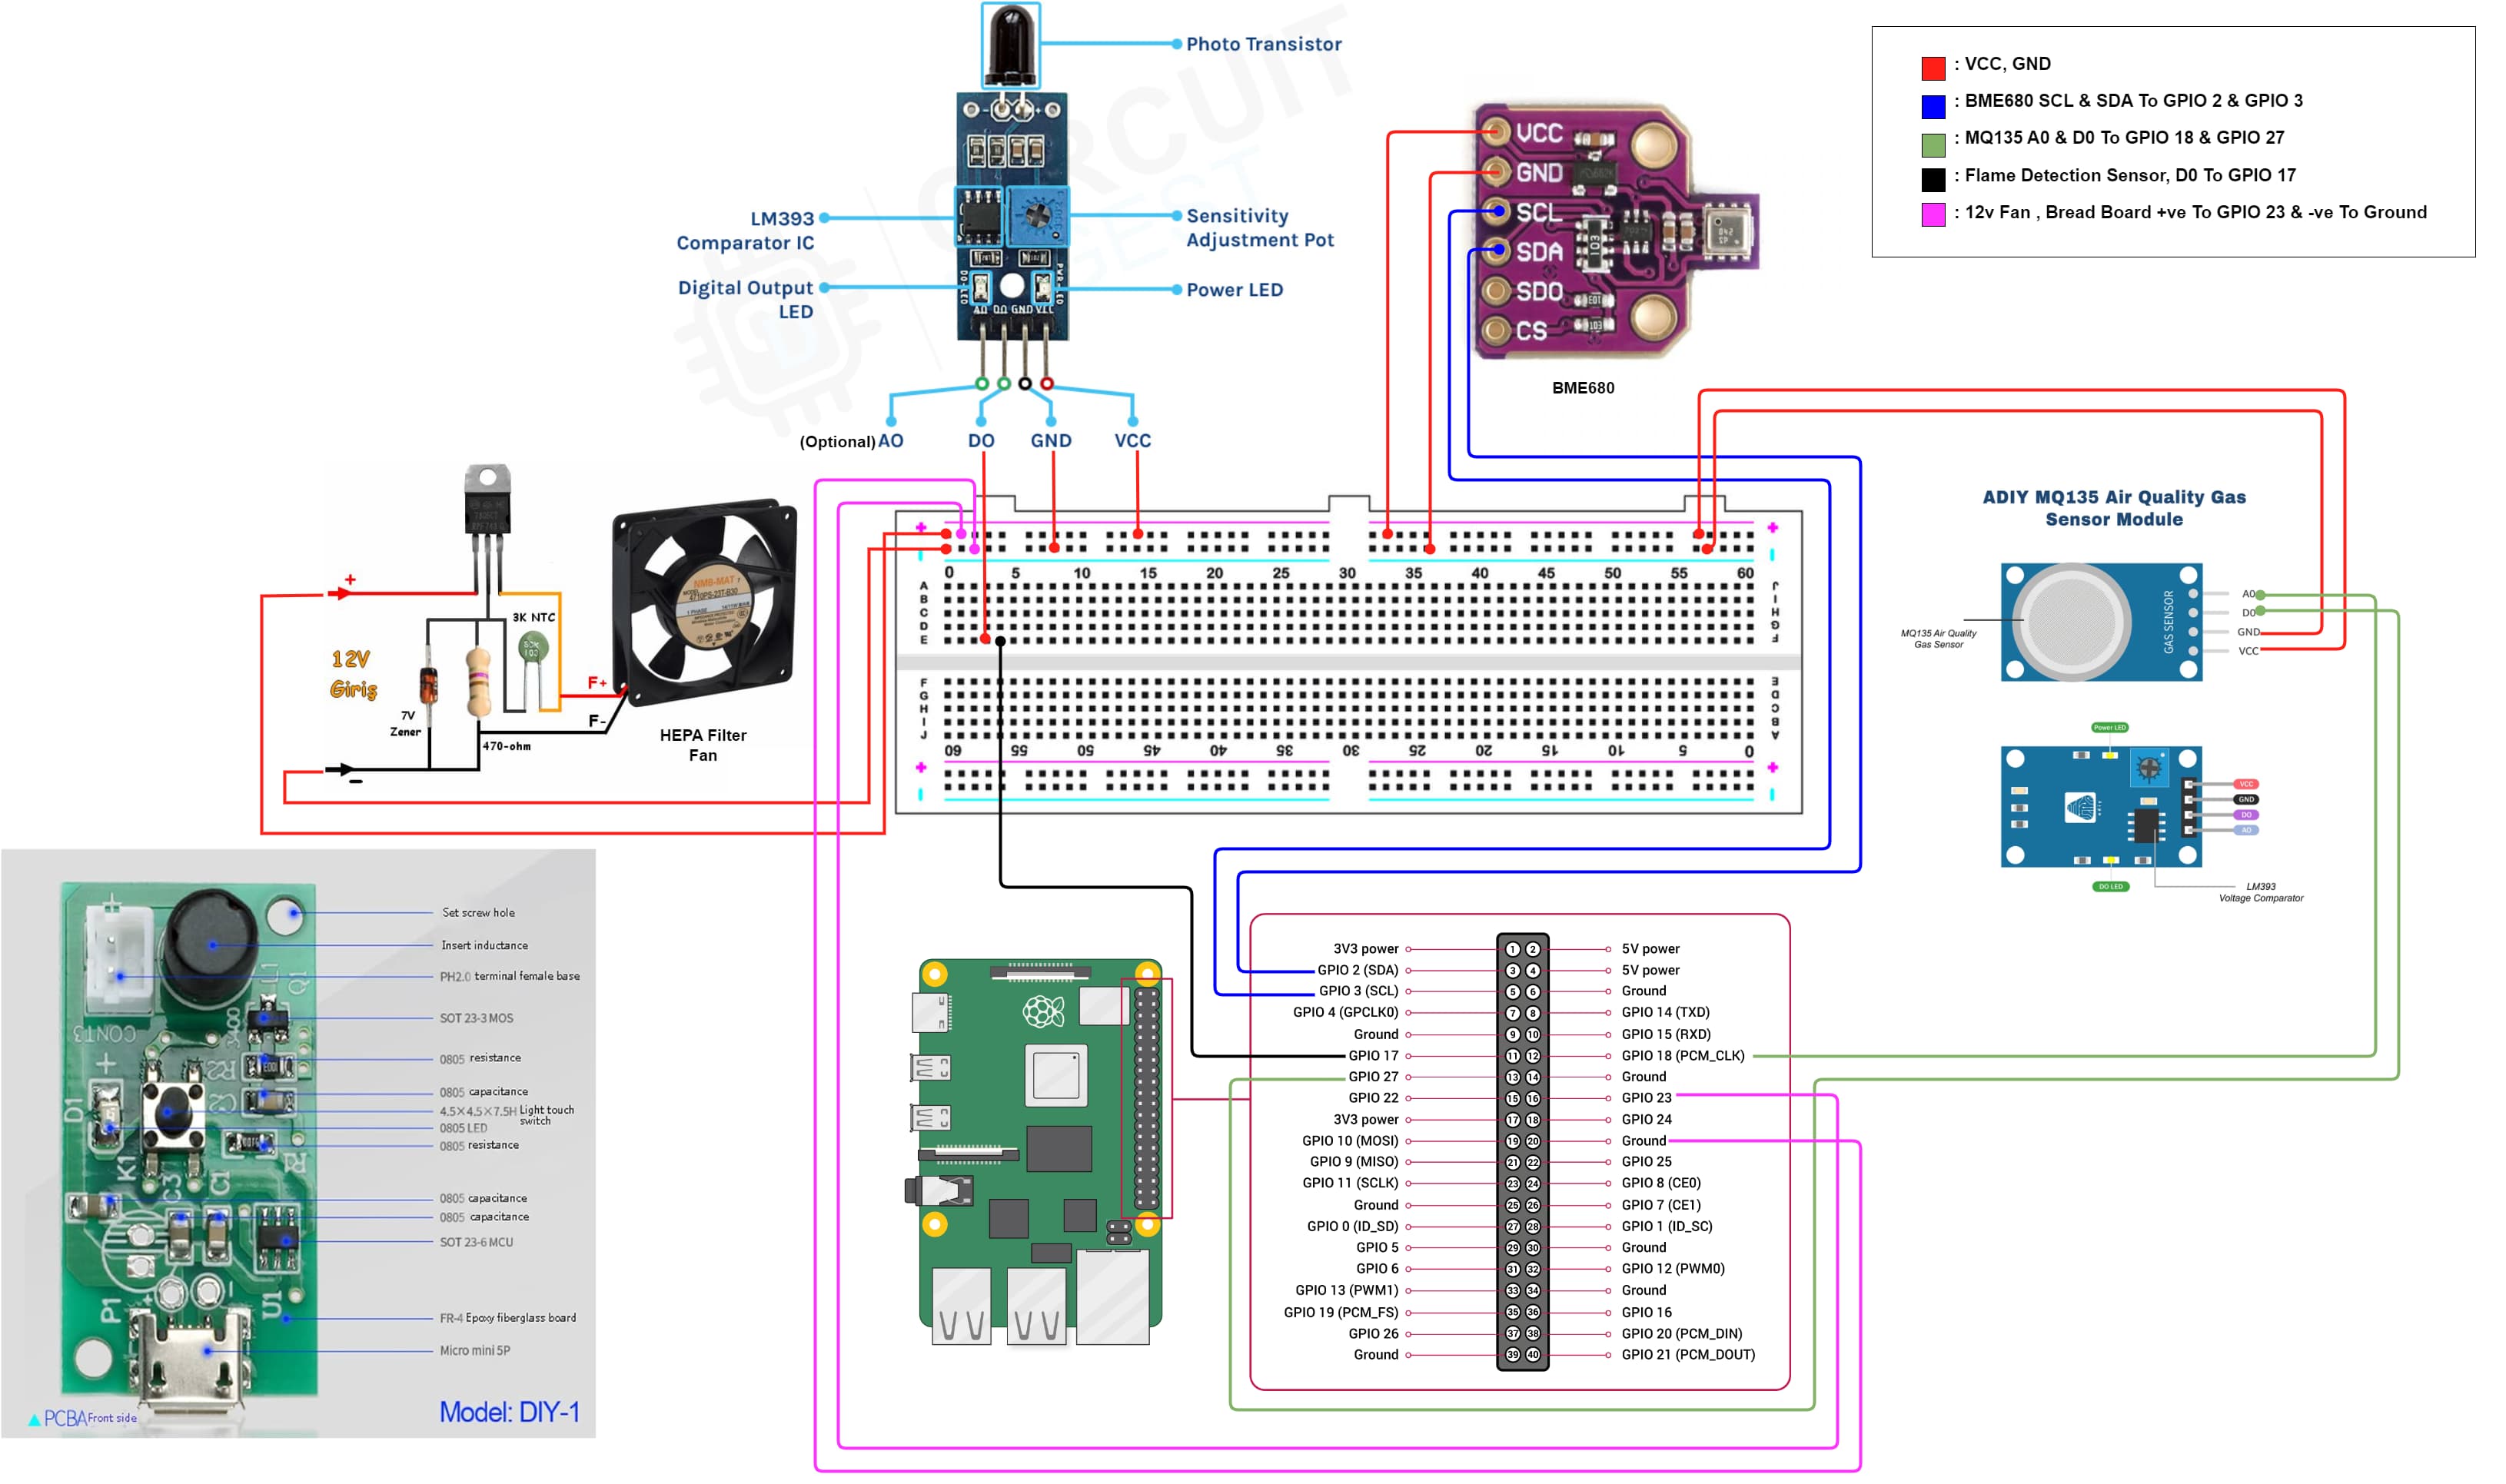 Photo Transistor
LM393
Comparator IC
Sensitivity
Adjustment Pot
Digital Output
LED
Power LED
AO DO GND VCC
(Optional) AO
DO
GND
VCC
CIRCUIT
VCC
GND
SCL
SDA
SDO
CS
BME680
: VCC, GND
: BME680 SCL & SDA To GPIO 2 & GPIO 3
: MQ135 A0 & D0 To GPIO 18 & GPIO 27
: Flame Detection Sensor, D0 To GPIO 17
: 12v Fan , Bread Board +ve To GPIO 23 & -ve To Ground
+
3K NTC
12V
Giriş
7V
Zener
470-ohm
F+
F-
−
NMB-MAT
HEPA Filter
Fan
0 5 10 15 20 25 30 35 40 45 50 55 60
A
B
C
D
E
J
I
H
G
F
F
G
H
I
J
E
D
C
B
A
60 55 50 45 40 35 30 25 20 15 10 5 0
ADIY MQ135 Air Quality Gas
Sensor Module
MQ135 Air Quality
Gas Sensor
GAS SENSOR
A0
D0
GND
VCC
Power LED
VCC
GND
DO
AO
DO LED
LM393
Voltage Comparator
Set screw hole
Insert inductance
PH2.0 terminal female base
SOT 23-3 MOS
0805 resistance
0805 capacitance
4.5×4.5×7.5H Light touch
switch
0805 LED
0805 resistance
0805 capacitance
0805 capacitance
SOT 23-6 MCU
FR-4 Epoxy fiberglass board
Micro mini 5P
CONT3
L1
Q1
R2
C2
D1
K1
R1
C3
C1
P1
U1
PCBA Front side
Model: DIY-1
3V3 power 1 2 5V power
GPIO 2 (SDA) 3 4 5V power
GPIO 3 (SCL) 5 6 Ground
GPIO 4 (GPCLK0) 7 8 GPIO 14 (TXD)
Ground 9 10 GPIO 15 (RXD)
GPIO 17 11 12 GPIO 18 (PCM_CLK)
GPIO 27 13 14 Ground
GPIO 22 15 16 GPIO 23
3V3 power 17 18 GPIO 24
GPIO 10 (MOSI) 19 20 Ground
GPIO 9 (MISO) 21 22 GPIO 25
GPIO 11 (SCLK) 23 24 GPIO 8 (CE0)
Ground 25 26 GPIO 7 (CE1)
GPIO 0 (ID_SD) 27 28 GPIO 1 (ID_SC)
GPIO 5 29 30 Ground
GPIO 6 31 32 GPIO 12 (PWM0)
GPIO 13 (PWM1) 33 34 Ground
GPIO 19 (PCM_FS) 35 36 GPIO 16
GPIO 26 37 38 GPIO 20 (PCM_DIN)
Ground 39 40 GPIO 21 (PCM_DOUT)